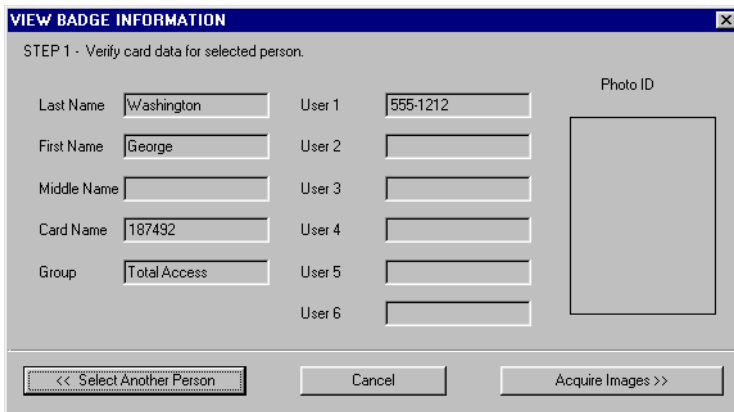 VIEW BADGE INFORMATION
STEP 1 - Verify card data for selected person.
Photo ID
Last Name Washington User 1 555-1212
First Name George User 2
Middle Name User 3
Card Name 187492 User 4
Group Total Access User 5
User 6
<< Select Another Person Cancel Acquire Images >>